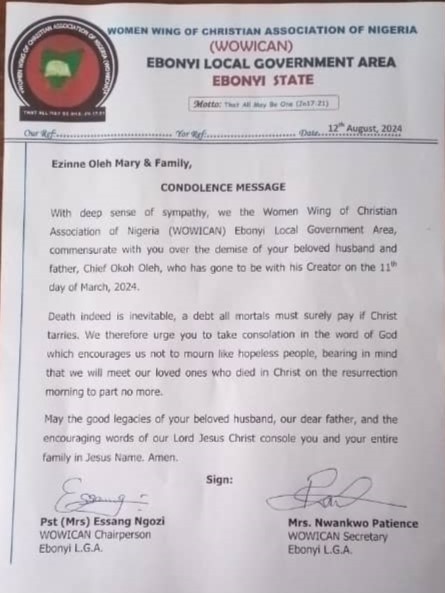 WOMEN WING OF CHRISTIAN ASSOCIATION OF NIGERIA
(WOWICAN)
EBONYI LOCAL GOVERNMENT AREA
EBONYI STATE
Motto: That All May Be One (Jn17-21)
WOMEN WING OF CHRISTIAN ASSOCIATION OF NIGERIA (WOWICAN)
THAT ALL MAY BE ONE
Our Ref:.............................. Yor Ref:.............................. Date..12th August, 2024
Ezinne Oleh Mary & Family,
CONDOLENCE MESSAGE
With deep sense of sympathy, we the Women Wing of Christian
Association of Nigeria (WOWICAN) Ebonyi Local Government Area,
commensurate with you over the demise of your beloved husband and
father, Chief Okoh Oleh, who has gone to be with his Creator on the 11th
day of March, 2024.
Death indeed is inevitable, a debt all mortals must surely pay if Christ
tarries. We therefore urge you to take consolation in the word of God
which encourages us not to mourn like hopeless people, bearing in mind
that we will meet our loved ones who died in Christ on the resurrection
morning to part no more.
May the good legacies of your beloved husband, our dear father, and the
encouraging words of our Lord Jesus Christ console you and your entire
family in Jesus Name. Amen.
Sign:
Pst (Mrs) Essang Ngozi
WOWICAN Chairperson
Ebonyi L.G.A.
Mrs. Nwankwo Patience
WOWICAN Secretary
Ebonyi L.G.A.